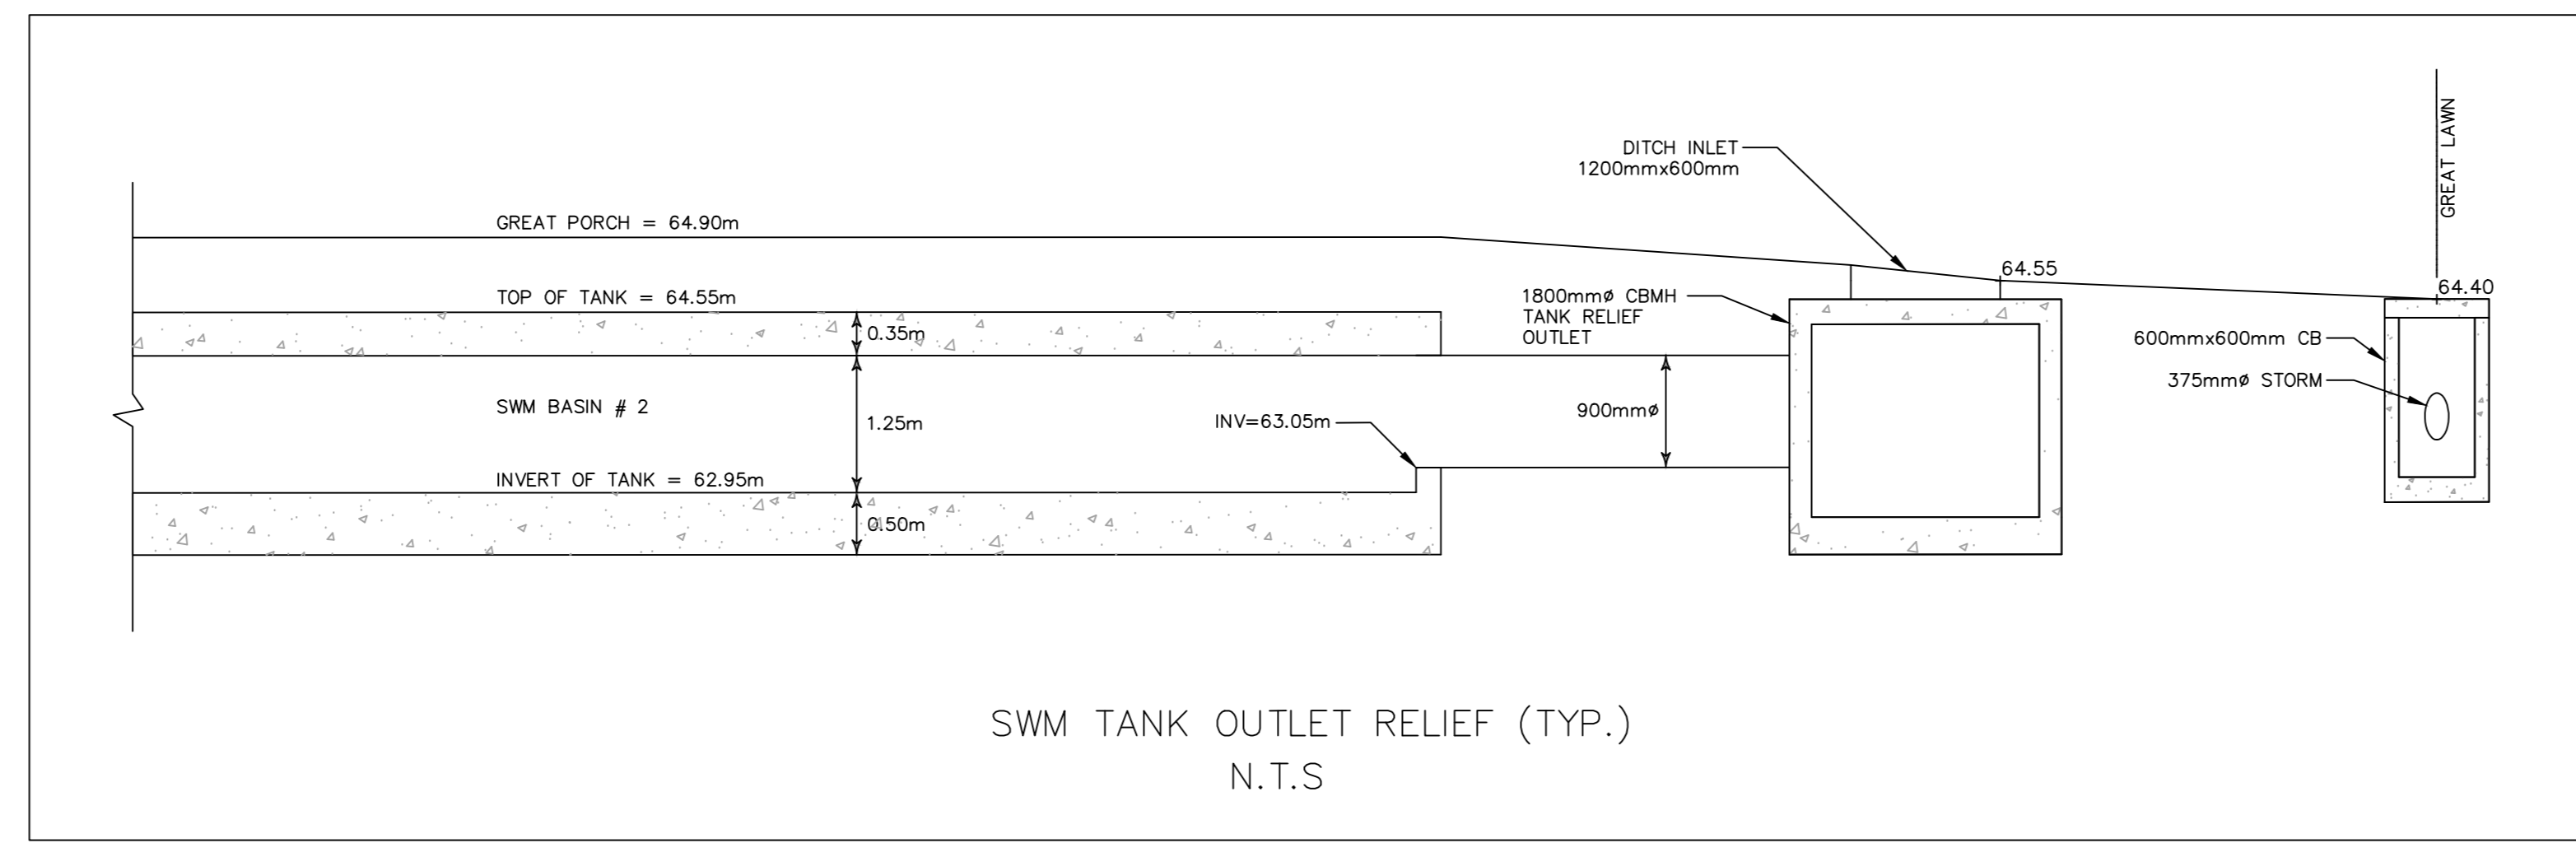 GREAT LAWN
DITCH INLET
1200mmx600mm
GREAT PORCH = 64.90m
64.55
64.40
TOP OF TANK = 64.55m
1800mmø CBMH
TANK RELIEF
OUTLET
0.35m
600mmx600mm CB
375mmø STORM
SWM BASIN # 2
1.25m
INV=63.05m
900mmø
INVERT OF TANK = 62.95m
0.50m
SWM TANK OUTLET RELIEF (TYP.)
N.T.S